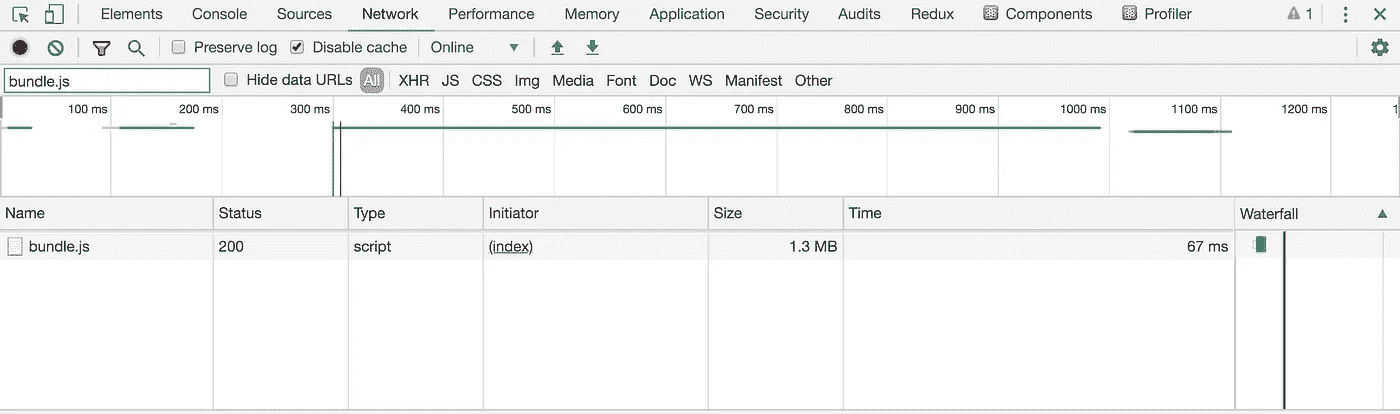 Elements Console Sources Network Performance Memory Application Security Audits Redux Components Profiler 1
Preserve log Disable cache Online
bundle.js Hide data URLs All XHR JS CSS Img Media Font Doc WS Manifest Other
100 ms 200 ms 300 ms 400 ms 500 ms 600 ms 700 ms 800 ms 900 ms 1000 ms 1100 ms 1200 ms 1
Name Status Type Initiator Size Time Waterfall
bundle.js 200 script (index) 1.3 MB 67 ms